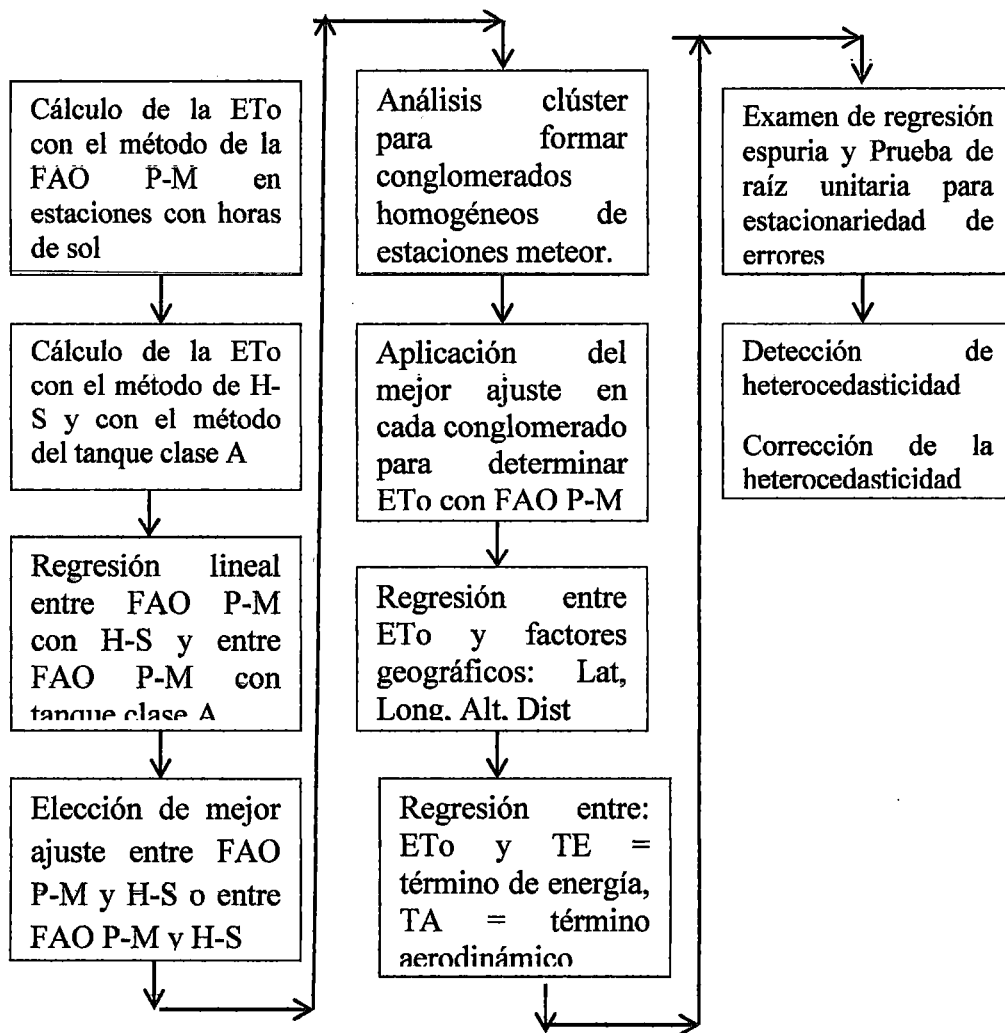 Cálculo de la ETo
con el método de la
FAO P-M en
estaciones con horas
de sol
Cálculo de la ETo
con el método de H-
S y con el método
del tanque clase A
Regresión lineal
entre FAO P-M
con H-S y entre
FAO P-M con
tanque clase A
Elección de mejor
ajuste entre FAO
P-M y H-S o entre
FAO P-M y H-S
Análisis clúster
para formar
conglomerados
homogéneos de
estaciones meteor.
Aplicación del
mejor ajuste en
cada conglomerado
para determinar
ETo con FAO P-M
Regresión entre
ETo y factores
geográficos: Lat,
Long. Alt. Dist
Regresión entre:
ETo y TE =
término de energía,
TA = término
aerodinámico
Examen de regresión
espuria y Prueba de
raíz unitaria para
estacionariedad de
errores
Detección de
heterocedasticidad
Corrección de la
heterocedasticidad